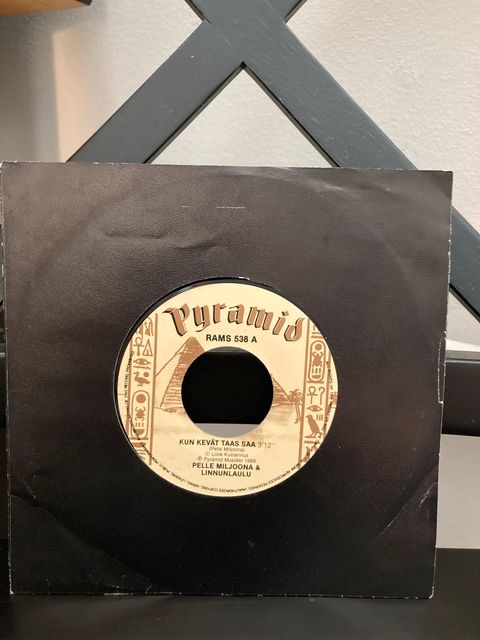 Pyramid
RAMS 538 A
KUN KEVÄT TAAS SAA 3'12"
(Pelle Miljoona)
© Love Kustannus
℗ Pyramid Musiikki 1989
PELLE MILJOONA &
LINNUNLAULU